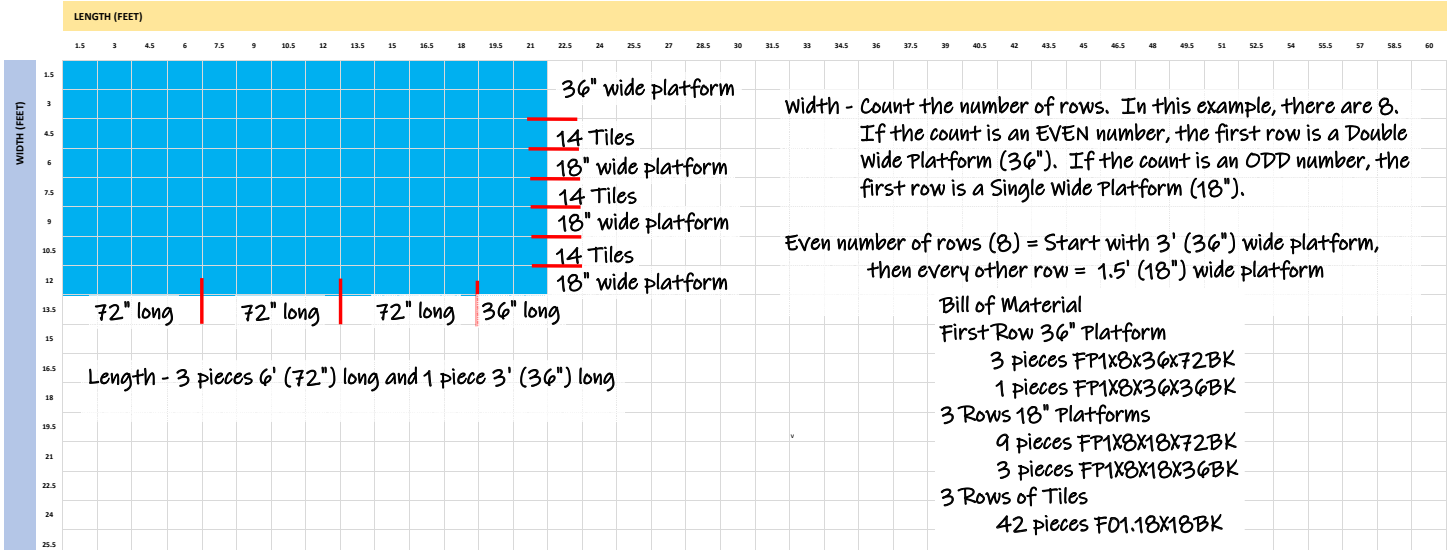 LENGTH (FEET)
1.5 3 4.5 6 7.5 9 10.5 12 13.5 15 16.5 18 19.5 21 22.5 24 25.5 27 28.5 30 31.5 33 34.5 36 37.5 39 40.5 42 43.5 45 46.5 48 49.5 51 52.5 54 55.5 57 58.5 60
WIDTH (FEET)
1.5
3
4.5
6
7.5
9
10.5
12
13.5
15
16.5
18
19.5
21
22.5
24
25.5
36" wide platform
14 Tiles
18" wide platform
14 Tiles
18" wide platform
14 Tiles
18" wide platform
72" long 72" long 72" long 36" long
Length - 3 pieces 6' (72") long and 1 piece 3' (36") long
Width - Count the number of rows. In this example, there are 8.
If the count is an EVEN number, the first row is a Double
Wide Platform (36"). If the count is an ODD number, the
first row is a Single Wide Platform (18").
Even number of rows (8) = Start with 3' (36") wide platform,
then every other row = 1.5' (18") wide platform
Bill of Material
First Row 36" Platform
3 pieces FP1X8X36X72BK
1 pieces FP1X8X36X36BK
3 Rows 18" Platforms
9 pieces FP1X8X18X72BK
3 pieces FP1X8X18X36BK
3 Rows of Tiles
42 pieces F01.18X18BK
v